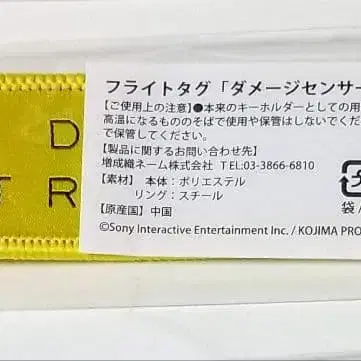 フライトタグ「ダメージセンサー
【ご使用上の注意】●本来のキーホルダーとしての用
高温になるもののそばで使用や保管はしないでくだ
で保管してください。
【製品に関するお問い合わせ先】
増成織ネーム株式会社 TEL:03-3866-6810
【素材】 本体：ポリエステル
リング：スチール
【原産国】中国
©Sony Interactive Entertainment Inc. / KOJIMA PRO
袋
D
T R